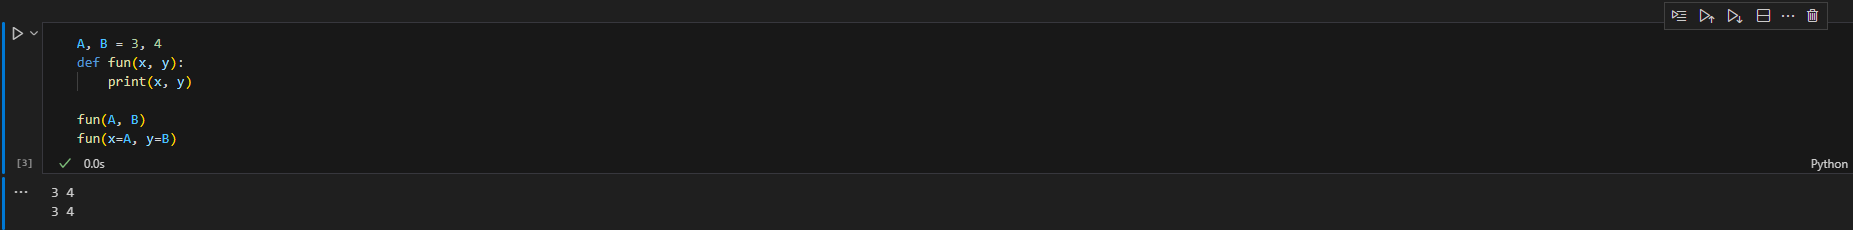 A, B = 3, 4
def fun(x, y):
    print(x, y)
fun(A, B)
fun(x=A, y=B)
[3]
0.0s
Python
3 4
3 4